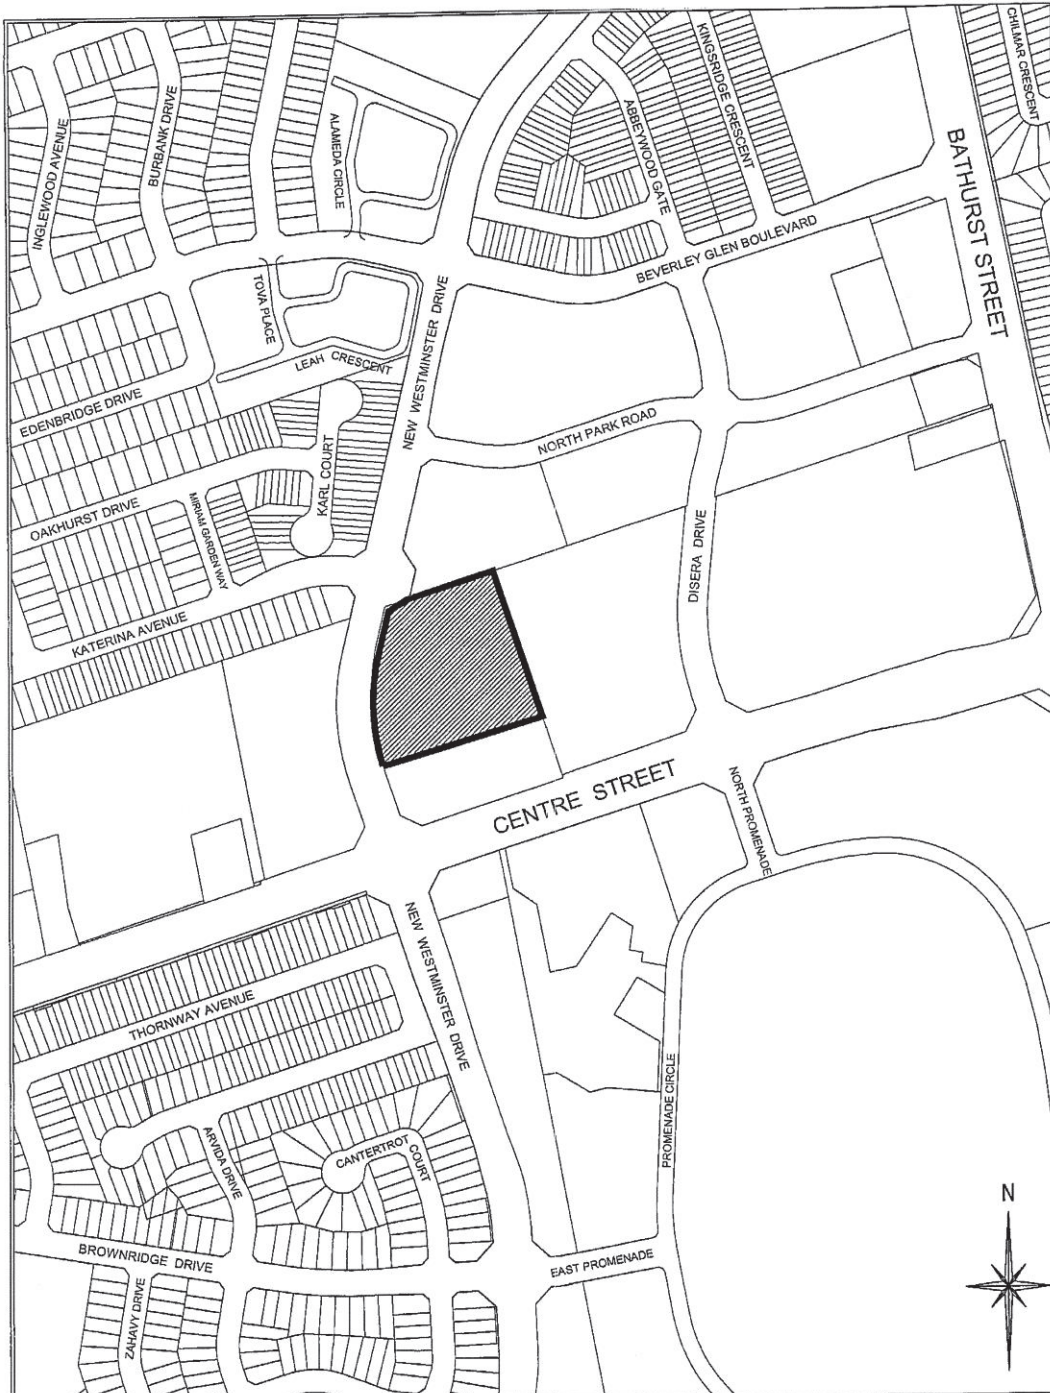 CHILMAR CRESCENT
KINGSRIDGE CRESCENT
ABBEYWOOD GATE
BURBANK DRIVE
INGLEWOOD AVENUE
ALAMEDA CIRCLE
BATHURST STREET
BEVERLEY GLEN BOULEVARD
TOVA PLACE
NEW WESTMINSTER DRIVE
LEAH CRESCENT
EDENBRIDGE DRIVE
NORTH PARK ROAD
KARL COURT
OAKHURST DRIVE
MIRIAM GARDEN WAY
DISERA DRIVE
KATERINA AVENUE
CENTRE STREET
NORTH PROMENADE
NEW WESTMINSTER DRIVE
THORNWAY AVENUE
PROMENADE CIRCLE
ARVIDA DRIVE
CANTERTROT
COURT
N
BROWNRIDGE DRIVE
EAST PROMENADE
ZAHAVY DRIVE